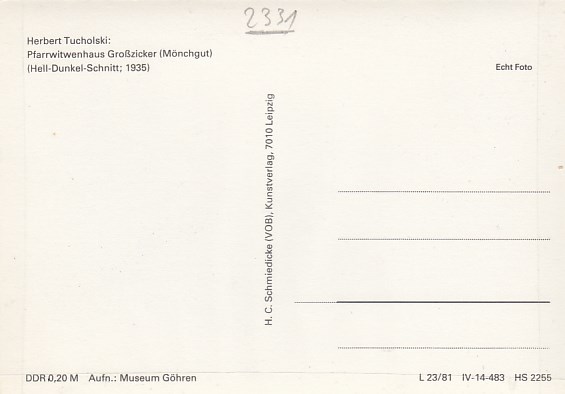 2331
Herbert Tucholski:
Pfarrwitwenhaus Großzicker (Mönchgut)
(Hell-Dunkel-Schnitt; 1935)
Echt Foto
H. C. Schmiedicke (VOB), Kunstverlag, 7010 Leipzig
DDR 0,20 M Aufn.: Museum Göhren
L 23/81 IV-14-483 HS 2255